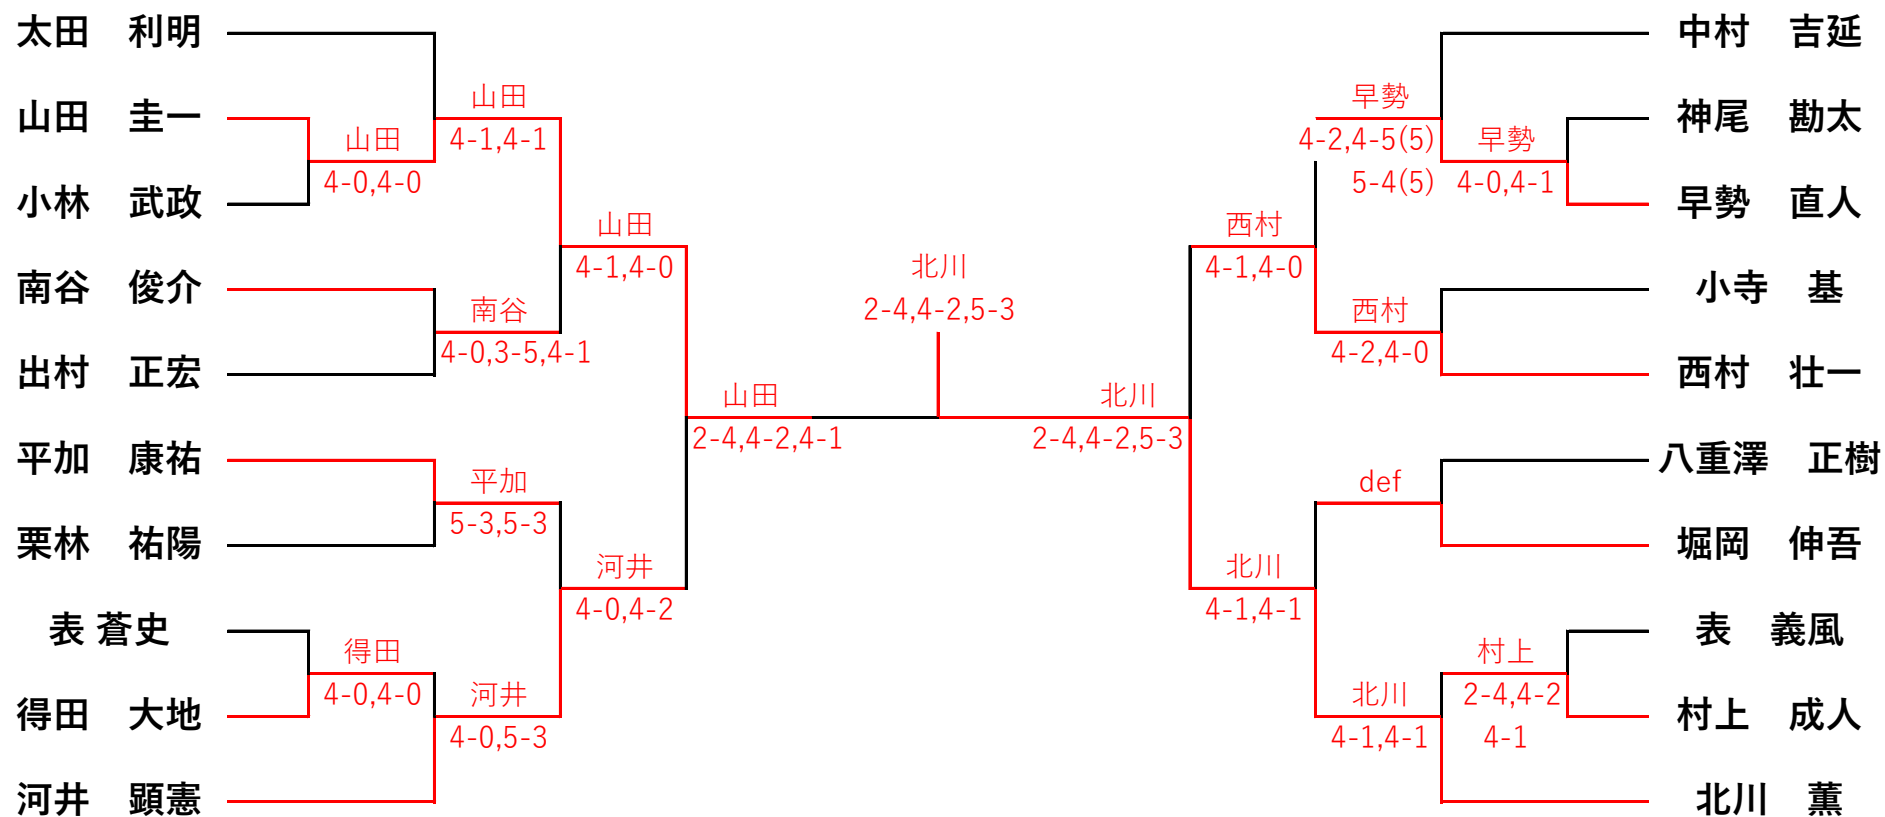 太田　利明
山田　圭一
小林　武政
南谷　俊介
出村　正宏
平加　康祐
栗林　祐陽
表 蒼史
得田　大地
河井　顕憲
山田
4-0,4-0
得田
4-0,4-0
山田
4-1,4-1
南谷
4-0,3-5,4-1
平加
5-3,5-3
河井
4-0,5-3
山田
4-1,4-0
河井
4-0,4-2
山田
2-4,4-2,4-1
北川
2-4,4-2,5-3
北川
2-4,4-2,5-3
西村
4-1,4-0
北川
4-1,4-1
早勢
4-2,4-5(5)
5-4(5)
西村
4-2,4-0
def
北川
4-1,4-1
早勢
4-0,4-1
村上
2-4,4-2
4-1
中村　吉延
神尾　勘太
早勢　直人
小寺　基
西村　壮一
八重澤　正樹
堀岡　伸吾
表　義風
村上　成人
北川　薫